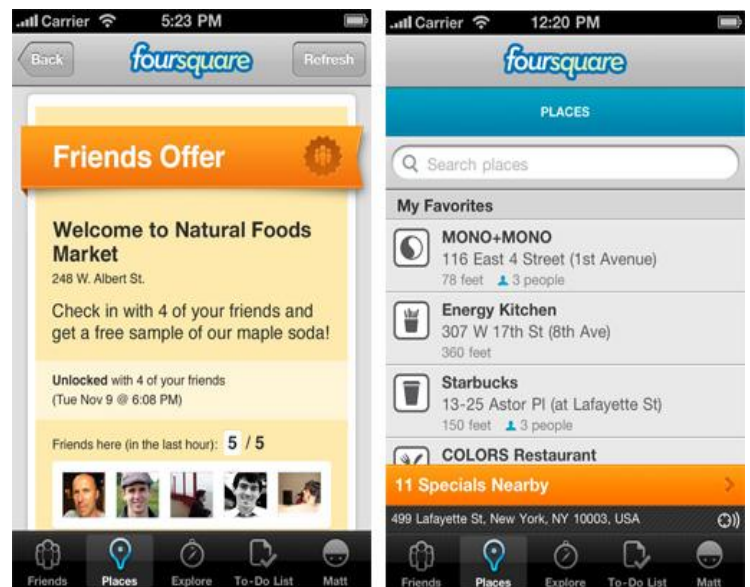 Carrier 5:23 PM
Back foursquare Refresh
Friends Offer
Welcome to Natural Foods
Market
248 W. Albert St.
Check in with 4 of your friends and
get a free sample of our maple soda!
Unlocked with 4 of your friends
(Tue Nov 9 @ 6:08 PM)
Friends here (in the last hour): 5 / 5
Friends Places Explore To-Do List Matt
Carrier 12:20 PM
foursquare
PLACES
Search places
My Favorites
MONO+MONO
116 East 4 Street (1st Avenue)
78 feet 3 people
Energy Kitchen
307 W 17th St (8th Ave)
360 feet
Starbucks
13-25 Astor Pl (at Lafayette St)
150 feet 3 people
COLORS Restaurant
11 Specials Nearby
499 Lafayette St, New York, NY 10003, USA
Friends Places Explore To-Do List Matt